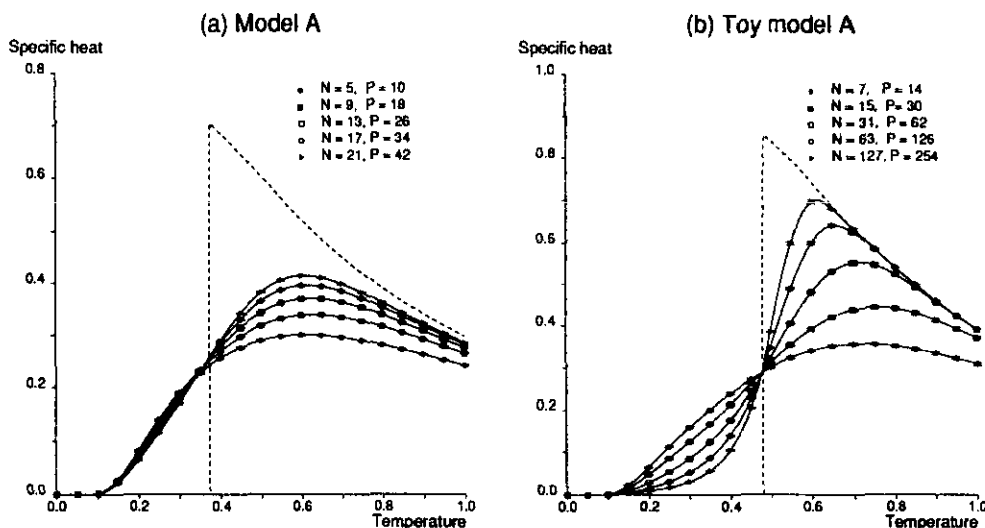 (a) Model A
Specific heat
0.8
0.6
0.4
0.2
0.0
N = 5, P = 10
N = 9, P = 18
N = 13, P = 26
N = 17, P = 34
N = 21, P = 42
0.0 0.2 0.4 0.6 0.8 1.0
Temperature
(b) Toy model A
Specific heat
1.0
0.8
0.6
0.4
0.2
0.0
N = 7, P = 14
N = 15, P = 30
N = 31, P = 62
N = 63, P = 126
N = 127, P = 254
0.0 0.2 0.4 0.6 0.8 1.0
Temperature